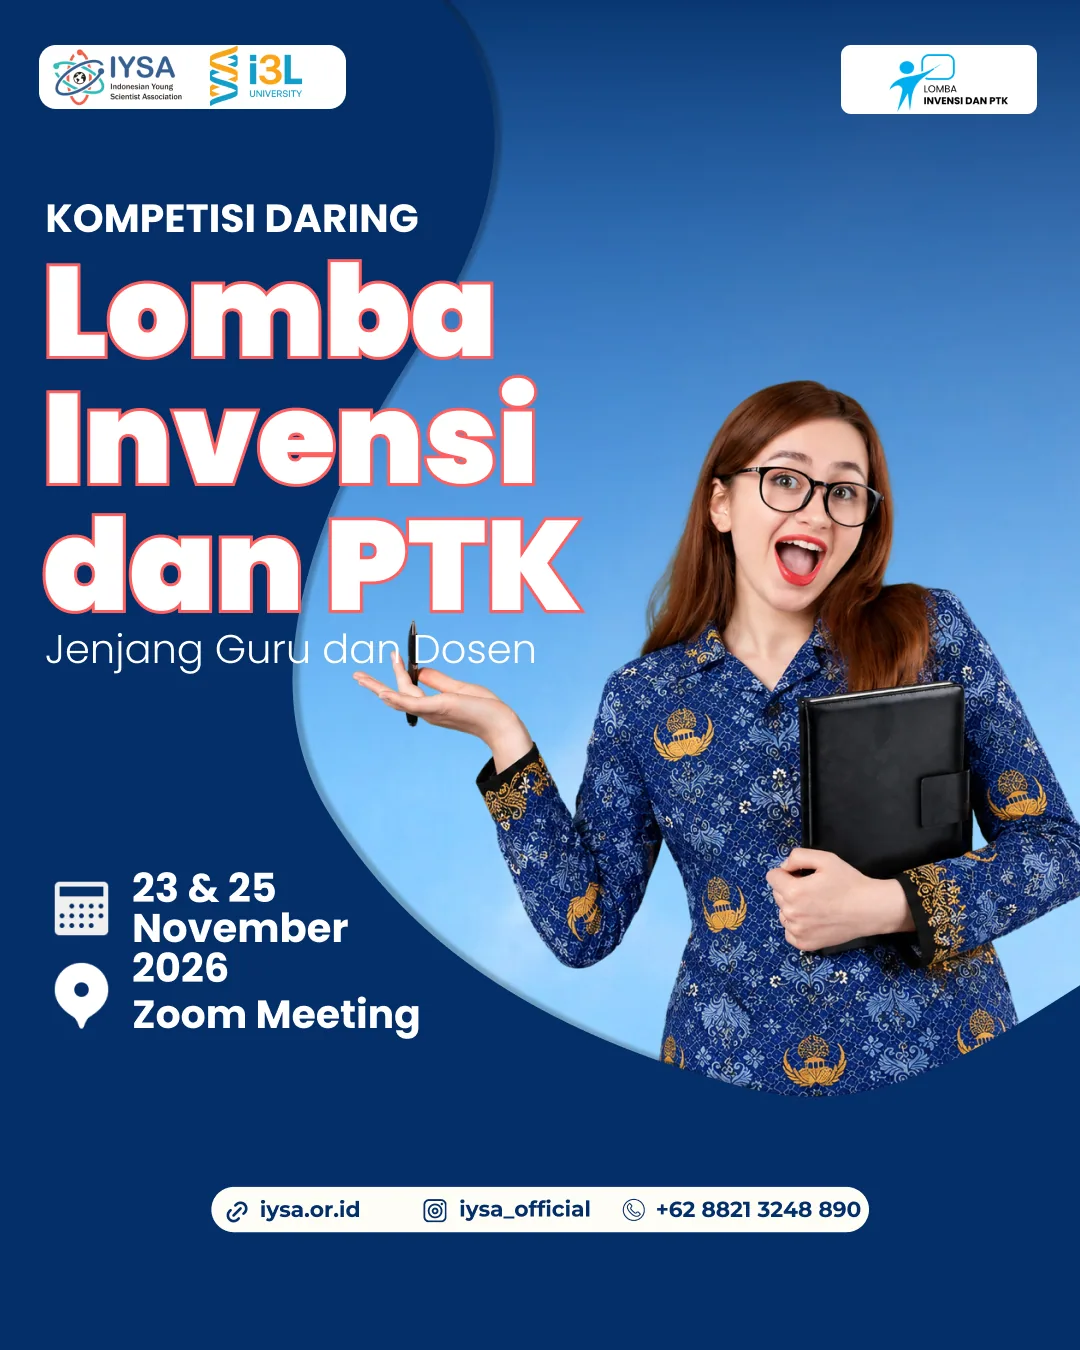 IYSA
Indonesian Young
Scientist Association
i3L
UNIVERSITY
LOMBA
INVENSI DAN PTK
KOMPETISI DARING
Lomba
Invensi
dan PTK
Jenjang Guru dan Dosen
23 & 25
November
2026
Zoom Meeting
iysa.or.id
iysa_official
+62 8821 3248 890